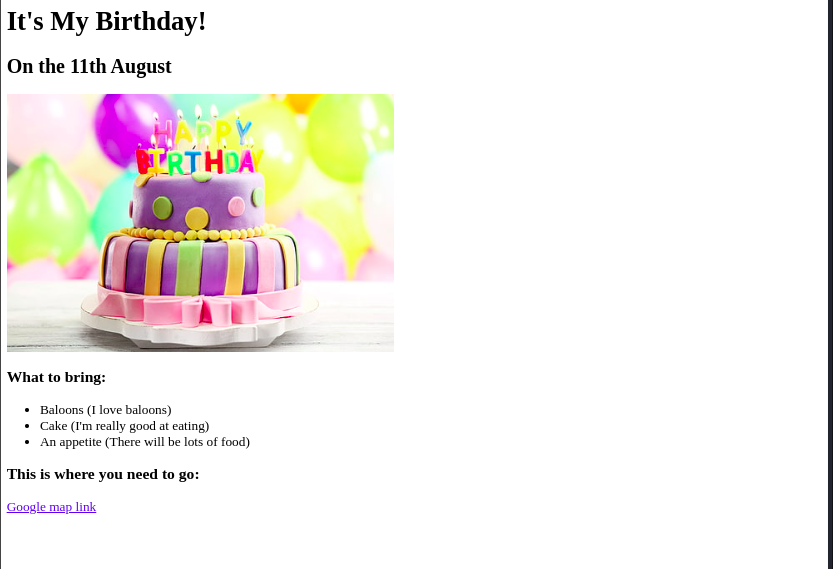 It's My Birthday!
On the 11th August
HAPPY
BIRTHDAY
What to bring:
Baloons (I love baloons)
Cake (I'm really good at eating)
An appetite (There will be lots of food)
This is where you need to go:
Google map link